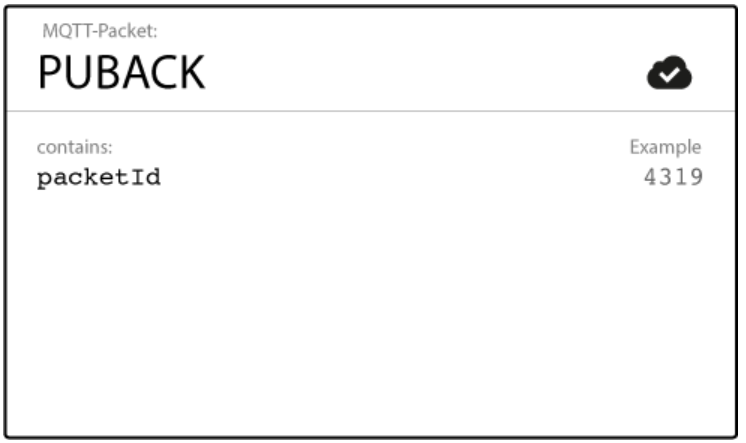 MQTT-Packet:
PUBACK
contains: Example
packetId 4319